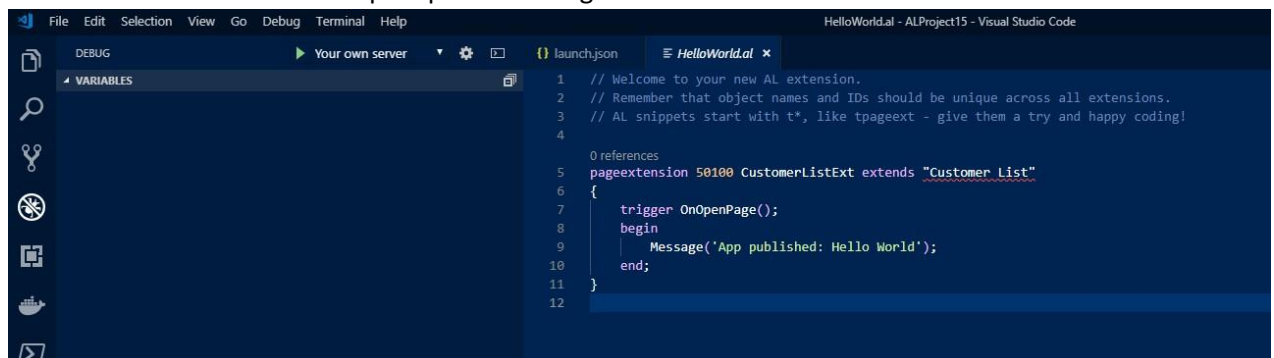 File Edit Selection View Go Debug Terminal Help
HelloWorld.al - ALProject15 - Visual Studio Code
DEBUG
Your own server
VARIABLES
{} launch.json
HelloWorld.al ×
1 // Welcome to your new AL extension.
2 // Remember that object names and IDs should be unique across all extensions.
3 // AL snippets start with t*, like tpageext - give them a try and happy coding!
4
0 references
5 pageextension 50100 CustomerListExt extends "Customer List"
6 {
7 trigger OnOpenPage();
8 begin
9 Message('App published: Hello World');
10 end;
11 }
12